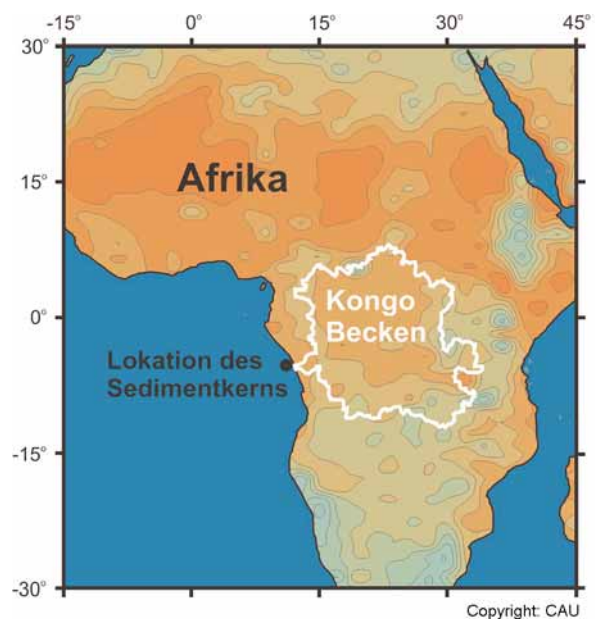 -15° 0° 15° 30° 45°
30°
Afrika
15°
Kongo
Becken
0°
Lokation des
Sedimentkerns
-15°
-30°
Copyright: CAU